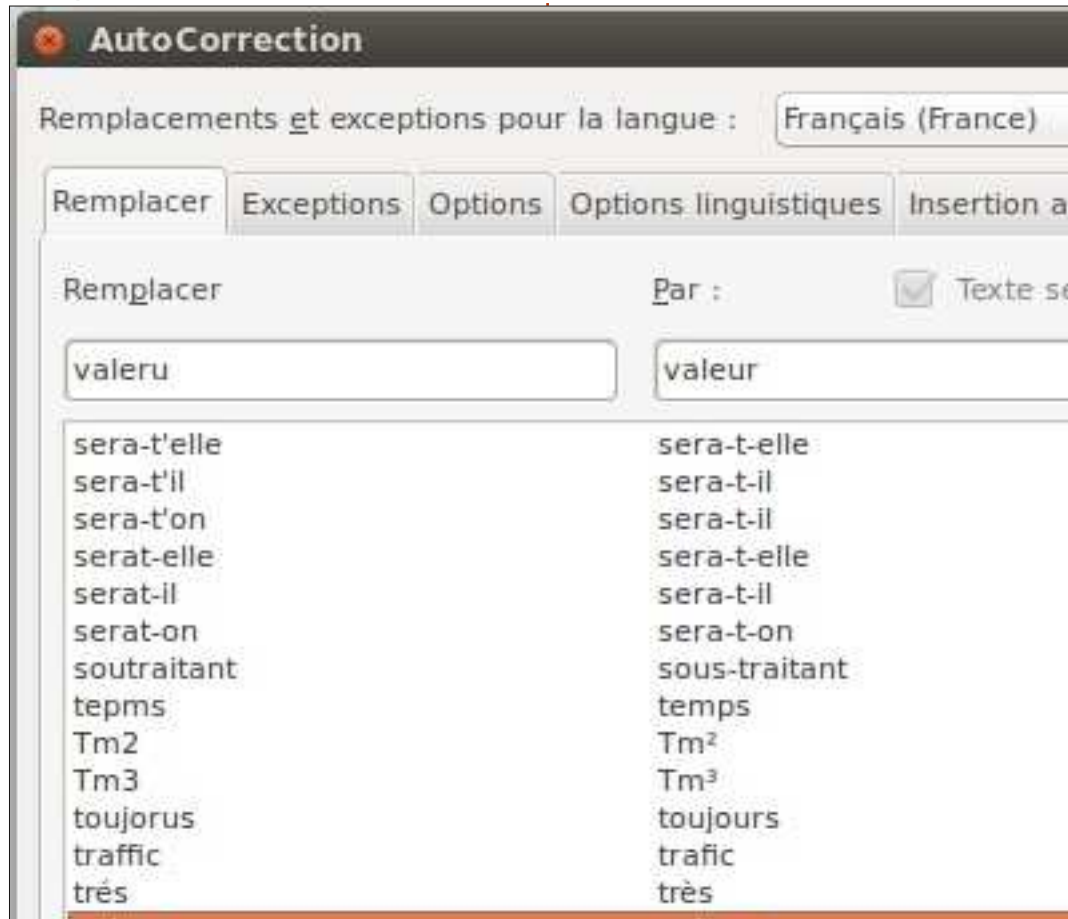 AutoCorrection
Remplacements et exceptions pour la langue : Français (France)
Remplacer Exceptions Options Options linguistiques Insertion a
Remplacer Par : Texte se
valeru valeur
sera-t'elle sera-t-elle
sera-t'il sera-t-il
sera-t'on sera-t-il
serat-elle sera-t-elle
serat-il sera-t-il
serat-on sera-t-on
soutraitant sous-traitant
tepms temps
Tm2 Tm²
Tm3 Tm³
toujorus toujours
traffic trafic
trés très